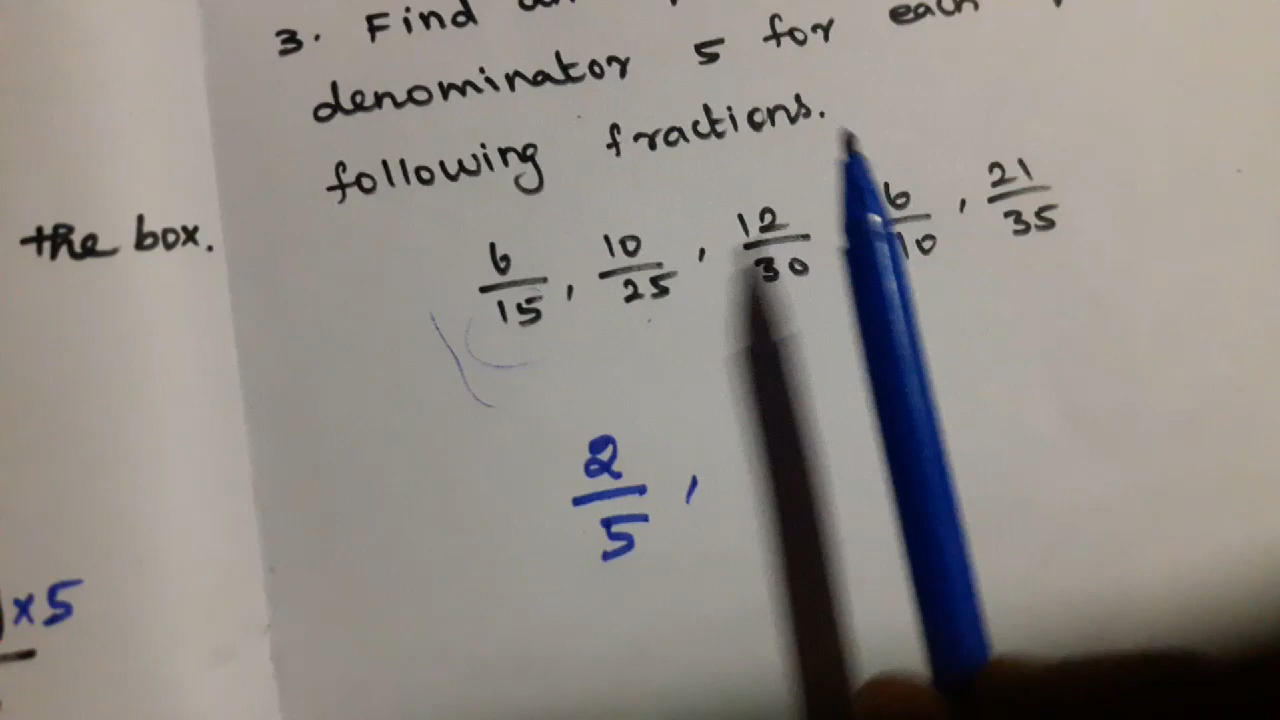 3. Find
denominator 5 for each
following fractions.
the box.
6/15, 10/25, 12/30 6/10, 21/35
2/5,
x 5